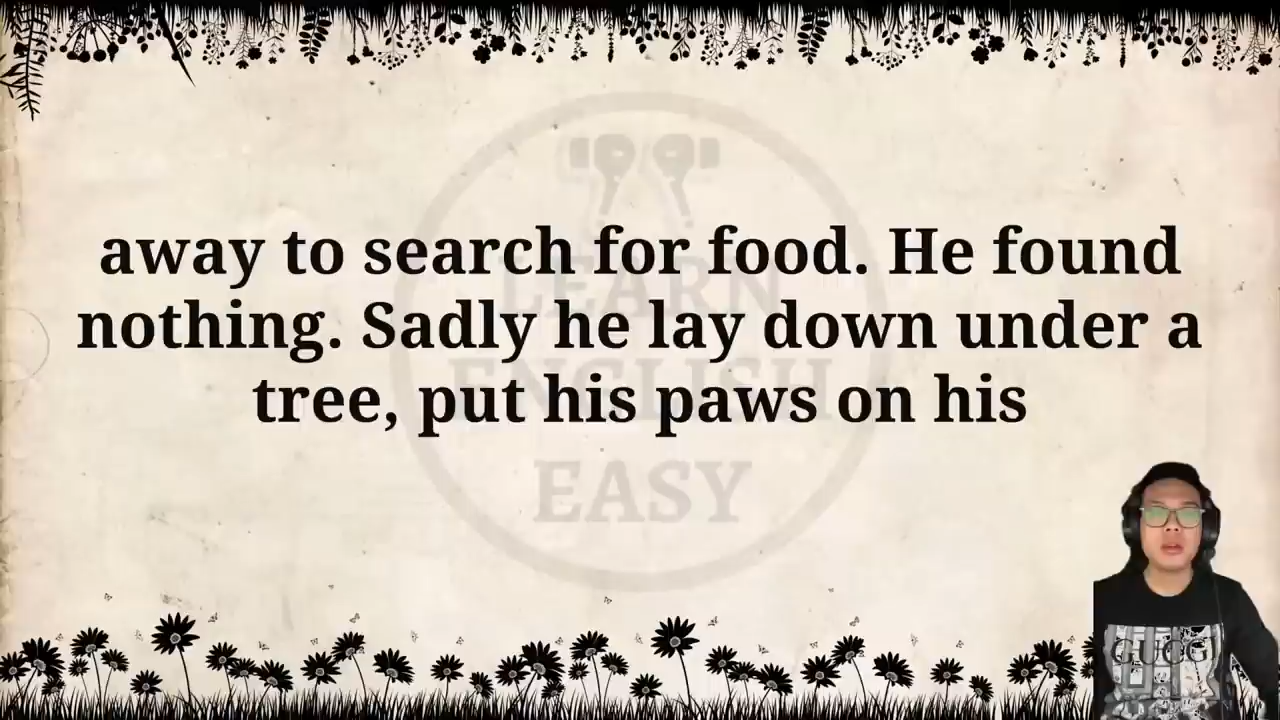 away to search for food. He found
nothing. Sadly he lay down under a
tree, put his paws on his
LEARN
ENGLISH
EASY
GUCCI